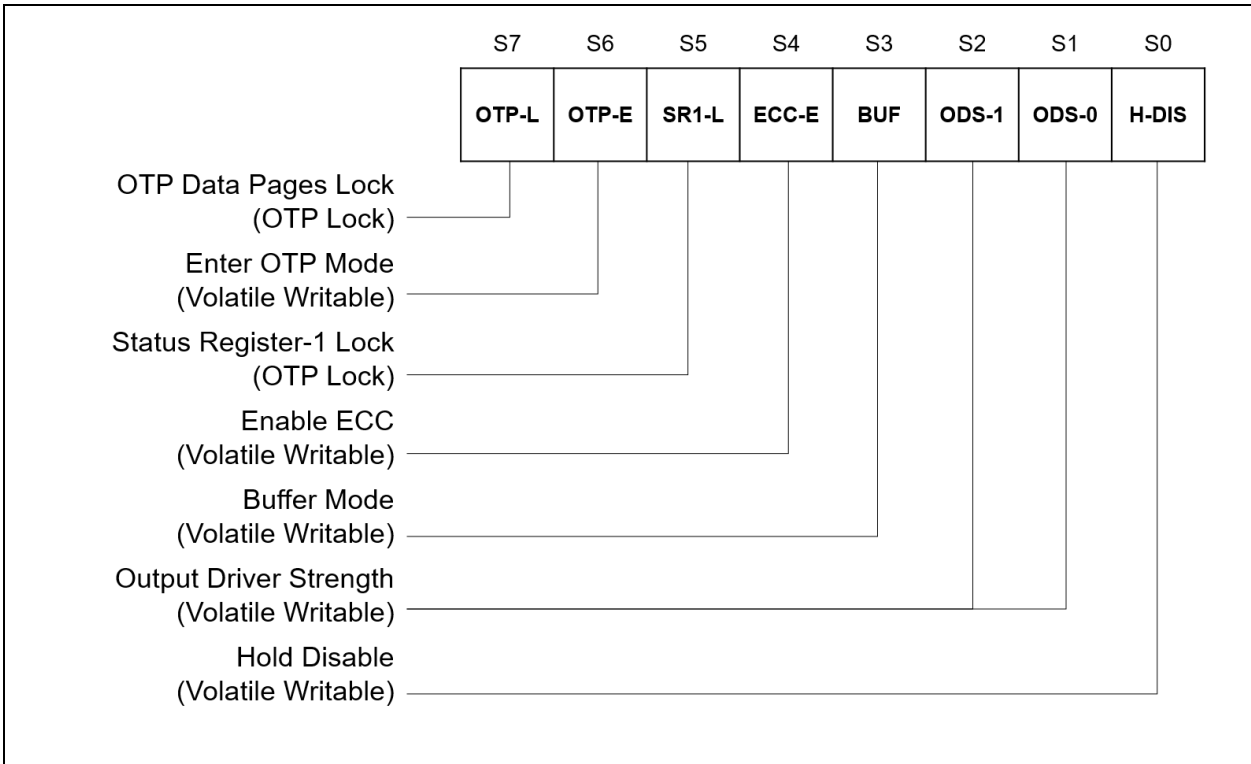 S7 S6 S5 S4 S3 S2 S1 S0
OTP-L OTP-E SR1-L ECC-E BUF ODS-1 ODS-0 H-DIS
OTP Data Pages Lock
(OTP Lock)
Enter OTP Mode
(Volatile Writable)
Status Register-1 Lock
(OTP Lock)
Enable ECC
(Volatile Writable)
Buffer Mode
(Volatile Writable)
Output Driver Strength
(Volatile Writable)
Hold Disable
(Volatile Writable)